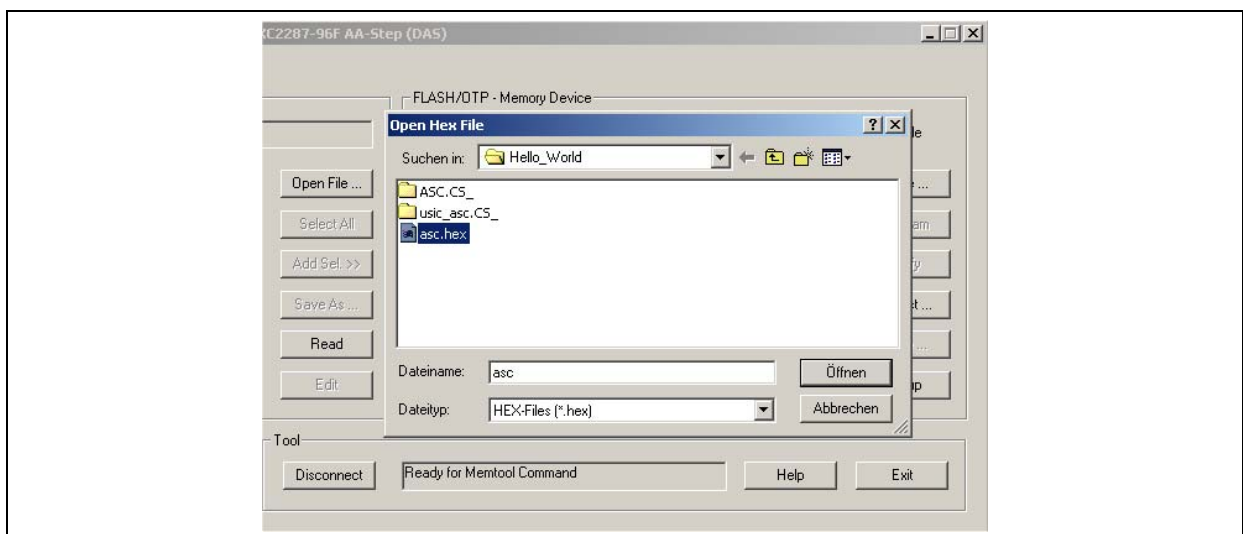 XC2287-96F AA-Step (DAS)
FLASH/OTP - Memory Device
Open Hex File
Suchen in: Hello_World
Open File ...
Select All
Add Sel. >>
Save As ...
Read
Edit
ASC.CS_
usic_asc.CS_
asc.hex
Dateiname: asc
Öffnen
Dateityp: HEX-Files (*.hex)
Abbrechen
Tool
Disconnect
Ready for Memtool Command
Help
Exit